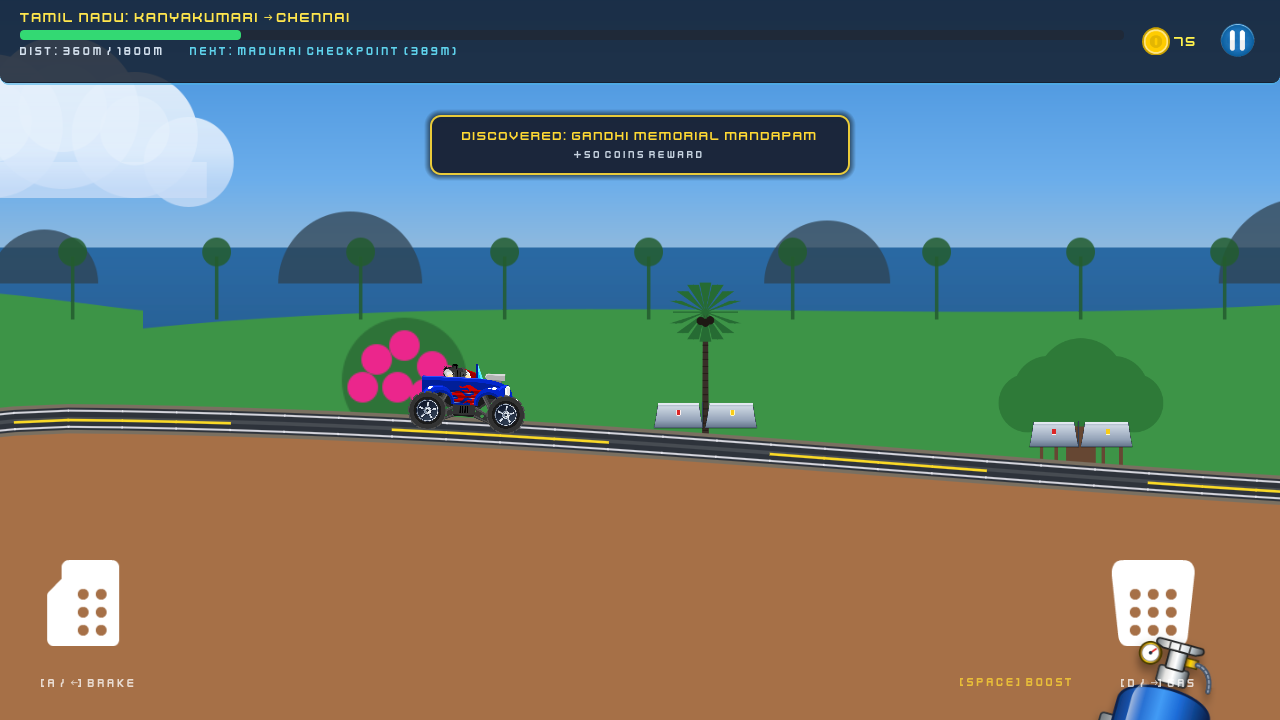 TAMIL NADU: KANYAKUMARI → CHENNAI
DIST: 360M / 1800M
NEXT: MADURAI CHECKPOINT (389M)
75
DISCOVERED: GANDHI MEMORIAL MANDAPAM
+50 COINS REWARD
[A / ←] BRAKE
[SPACE] BOOST
[D / →] GAS